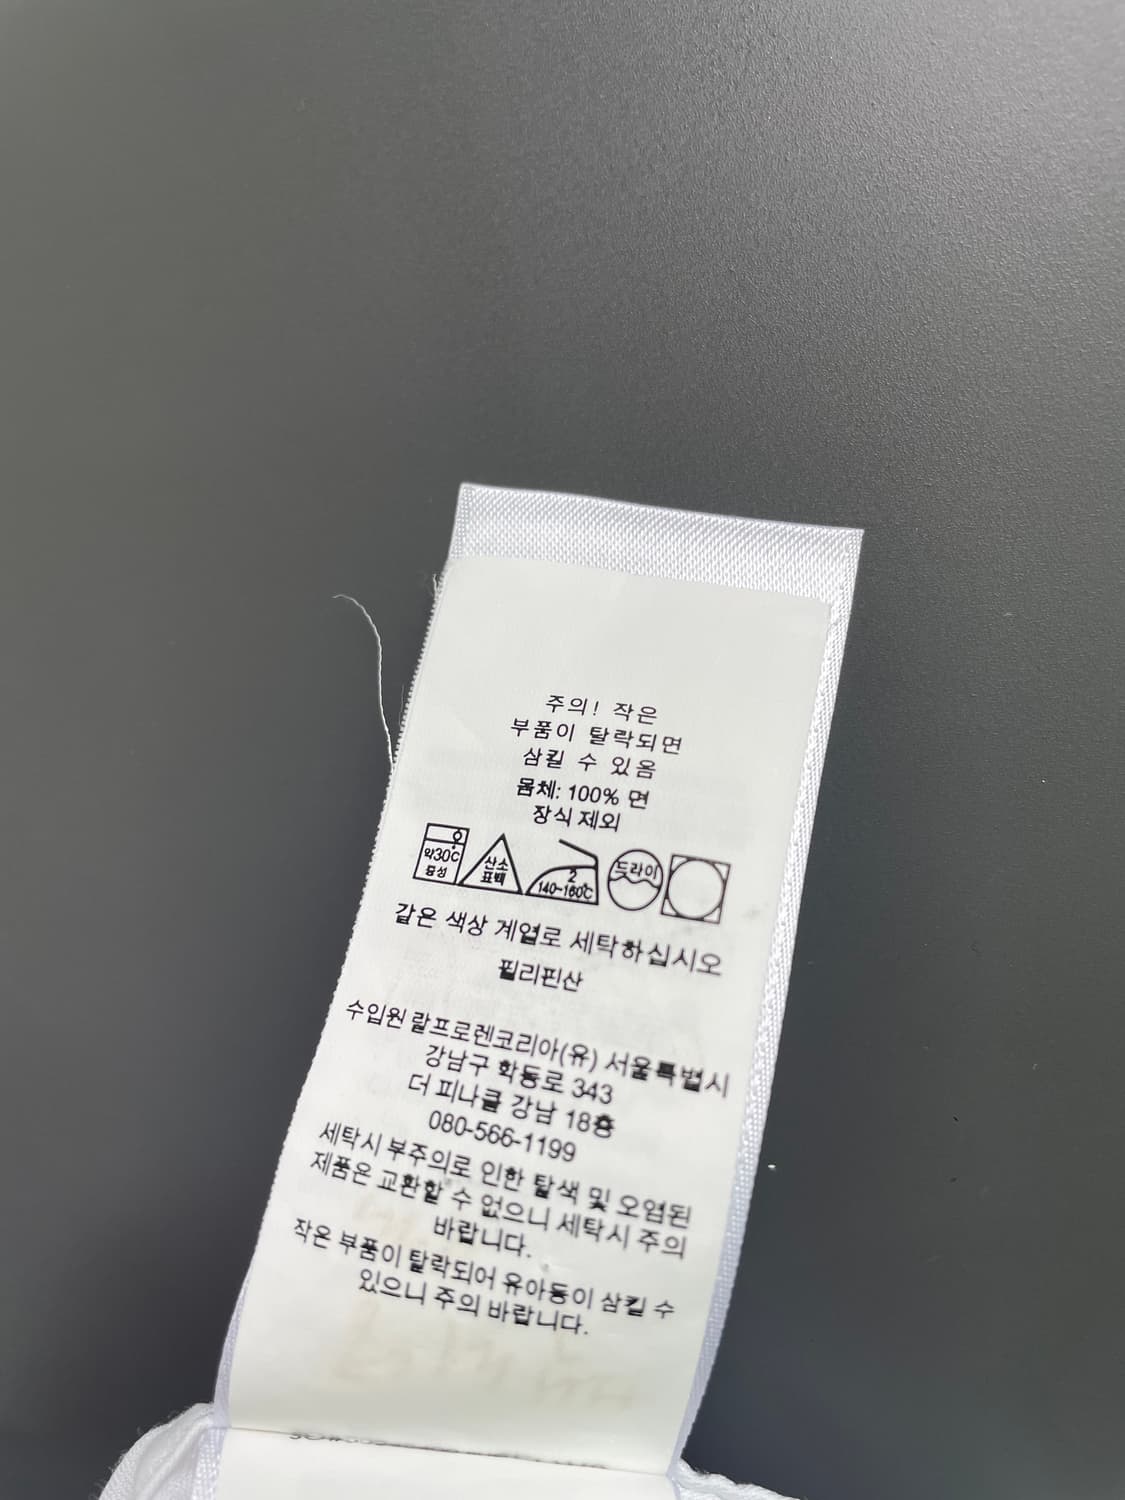 주의! 작은
부품이 탈락되면
삼킬 수 있음
몸체: 100% 면
장식 제외
약30℃
중성
산소
표백
2
140~160℃
드라이
같은 색상 계열로 세탁하십시오
필리핀산
수입원 랄프로렌코리아(유) 서울특별시
강남구 학동로 343
더 피나클 강남 18층
080-566-1199
세탁시 부주의로 인한 탈색 및 오염된
제품은 교환할 수 없으니 세탁시 주의
바랍니다.
작은 부품이 탈락되어 유아동이 삼킬 수
있으니 주의 바랍니다.